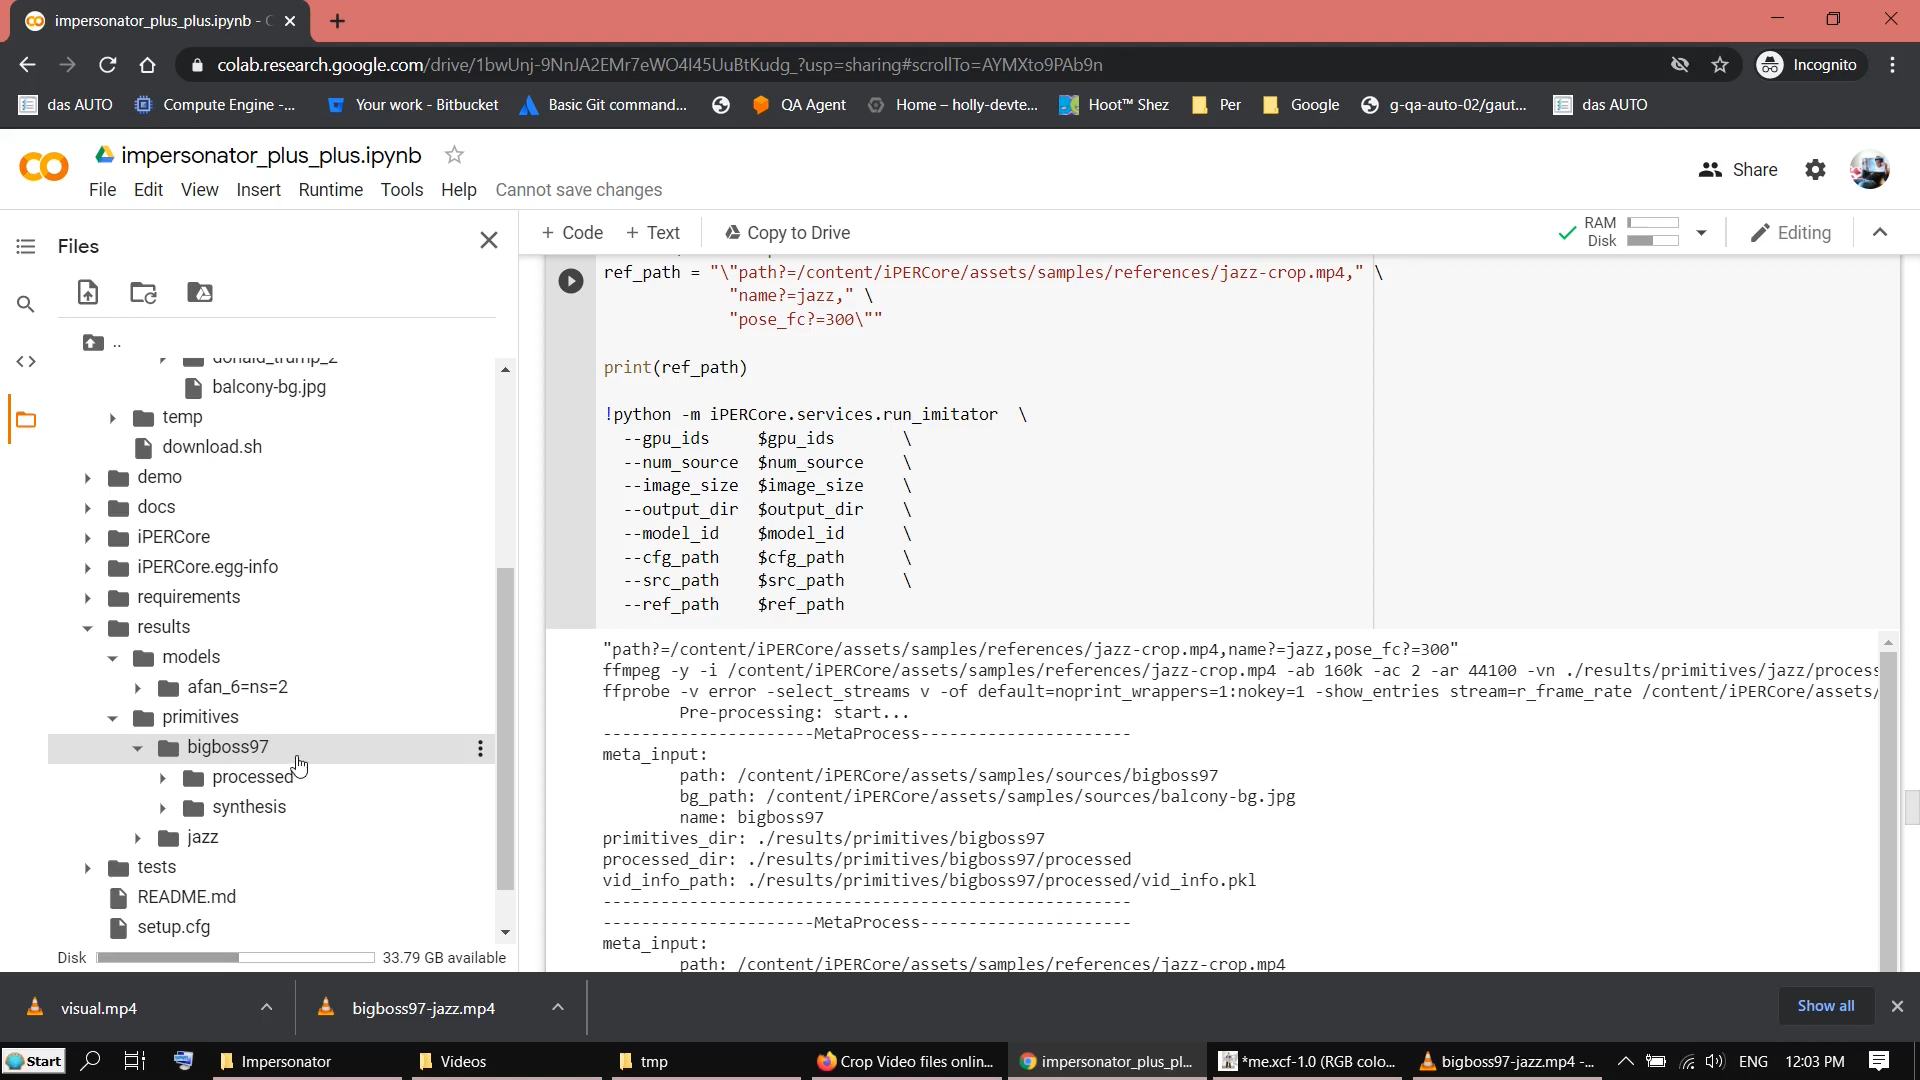 impersonator_plus_plus.ipynb - C
colab.research.google.com/drive/1bwUnj-9NnJA2EMr7eWO4I45UuBtKudg_?usp=sharing#scrollTo=AYMXto9PAb9n
Incognito
das AUTO
Compute Engine -...
Your work - Bitbucket
Basic Git command...
QA Agent
Home – holly-devte...
Hoot™ Shez
Per
Google
g-qa-auto-02/gaut...
das AUTO
impersonator_plus_plus.ipynb
File Edit View Insert Runtime Tools Help Cannot save changes
Share
Files
+ Code + Text Copy to Drive
RAM
Disk
Editing
..
donald_trump_2
balcony-bg.jpg
temp
download.sh
demo
docs
iPERCore
iPERCore.egg-info
requirements
results
models
afan_6=ns=2
primitives
bigboss97
processed
synthesis
jazz
tests
README.md
setup.cfg
Disk 33.79 GB available
ref_path = "\"path?=/content/iPERCore/assets/samples/references/jazz-crop.mp4," \
"name?=jazz," \
"pose_fc?=300\""
print(ref_path)
!python -m iPERCore.services.run_imitator \
--gpu_ids $gpu_ids \
--num_source $num_source \
--image_size $image_size \
--output_dir $output_dir \
--model_id $model_id \
--cfg_path $cfg_path \
--src_path $src_path \
--ref_path $ref_path
"path?=/content/iPERCore/assets/samples/references/jazz-crop.mp4,name?=jazz,pose_fc?=300"
ffmpeg -y -i /content/iPERCore/assets/samples/references/jazz-crop.mp4 -ab 160k -ac 2 -ar 44100 -vn ./results/primitives/jazz/process
ffprobe -v error -select_streams v -of default=noprint_wrappers=1:nokey=1 -show_entries stream=r_frame_rate /content/iPERCore/assets/
Pre-processing: start...
----------------------MetaProcess----------------------
meta_input:
path: /content/iPERCore/assets/samples/sources/bigboss97
bg_path: /content/iPERCore/assets/samples/sources/balcony-bg.jpg
name: bigboss97
primitives_dir: ./results/primitives/bigboss97
processed_dir: ./results/primitives/bigboss97/processed
vid_info_path: ./results/primitives/bigboss97/processed/vid_info.pkl
-------------------------------------------------------
----------------------MetaProcess----------------------
meta_input:
path: /content/iPERCore/assets/samples/references/jazz-crop.mp4
visual.mp4
bigboss97-jazz.mp4
Show all
Start
Impersonator
Videos
tmp
Crop Video files onlin...
impersonator_plus_pl...
*me.xcf-1.0 (RGB colo...
bigboss97-jazz.mp4 -...
ENG
12:03 PM